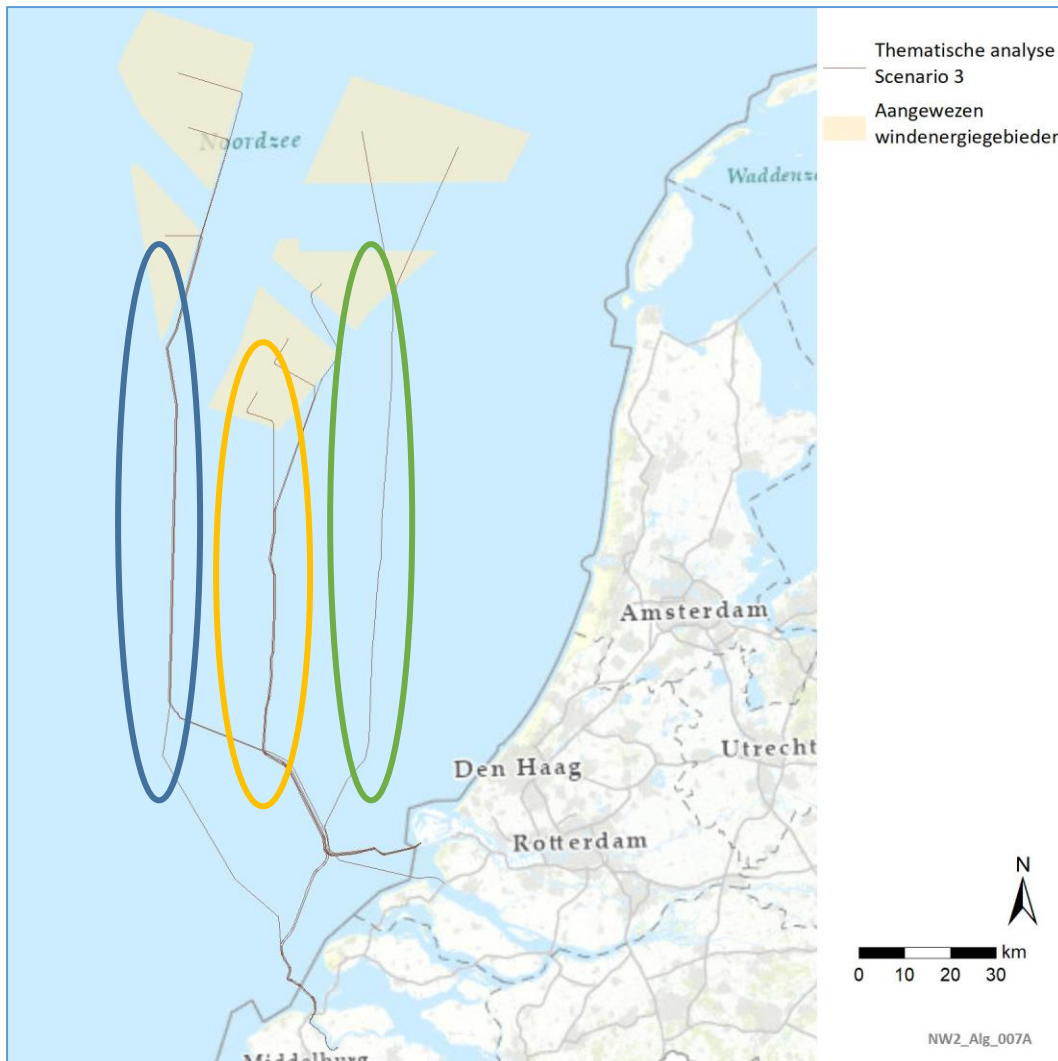 Thematische analyse
Scenario 3
Aangewezen
windenergiegebieden
Noordzee
Waddenz
Amsterdam
Utrecht
Den Haag
Rotterdam
Middelburg
N
km
0 10 20 30
NW2_Alg_007A